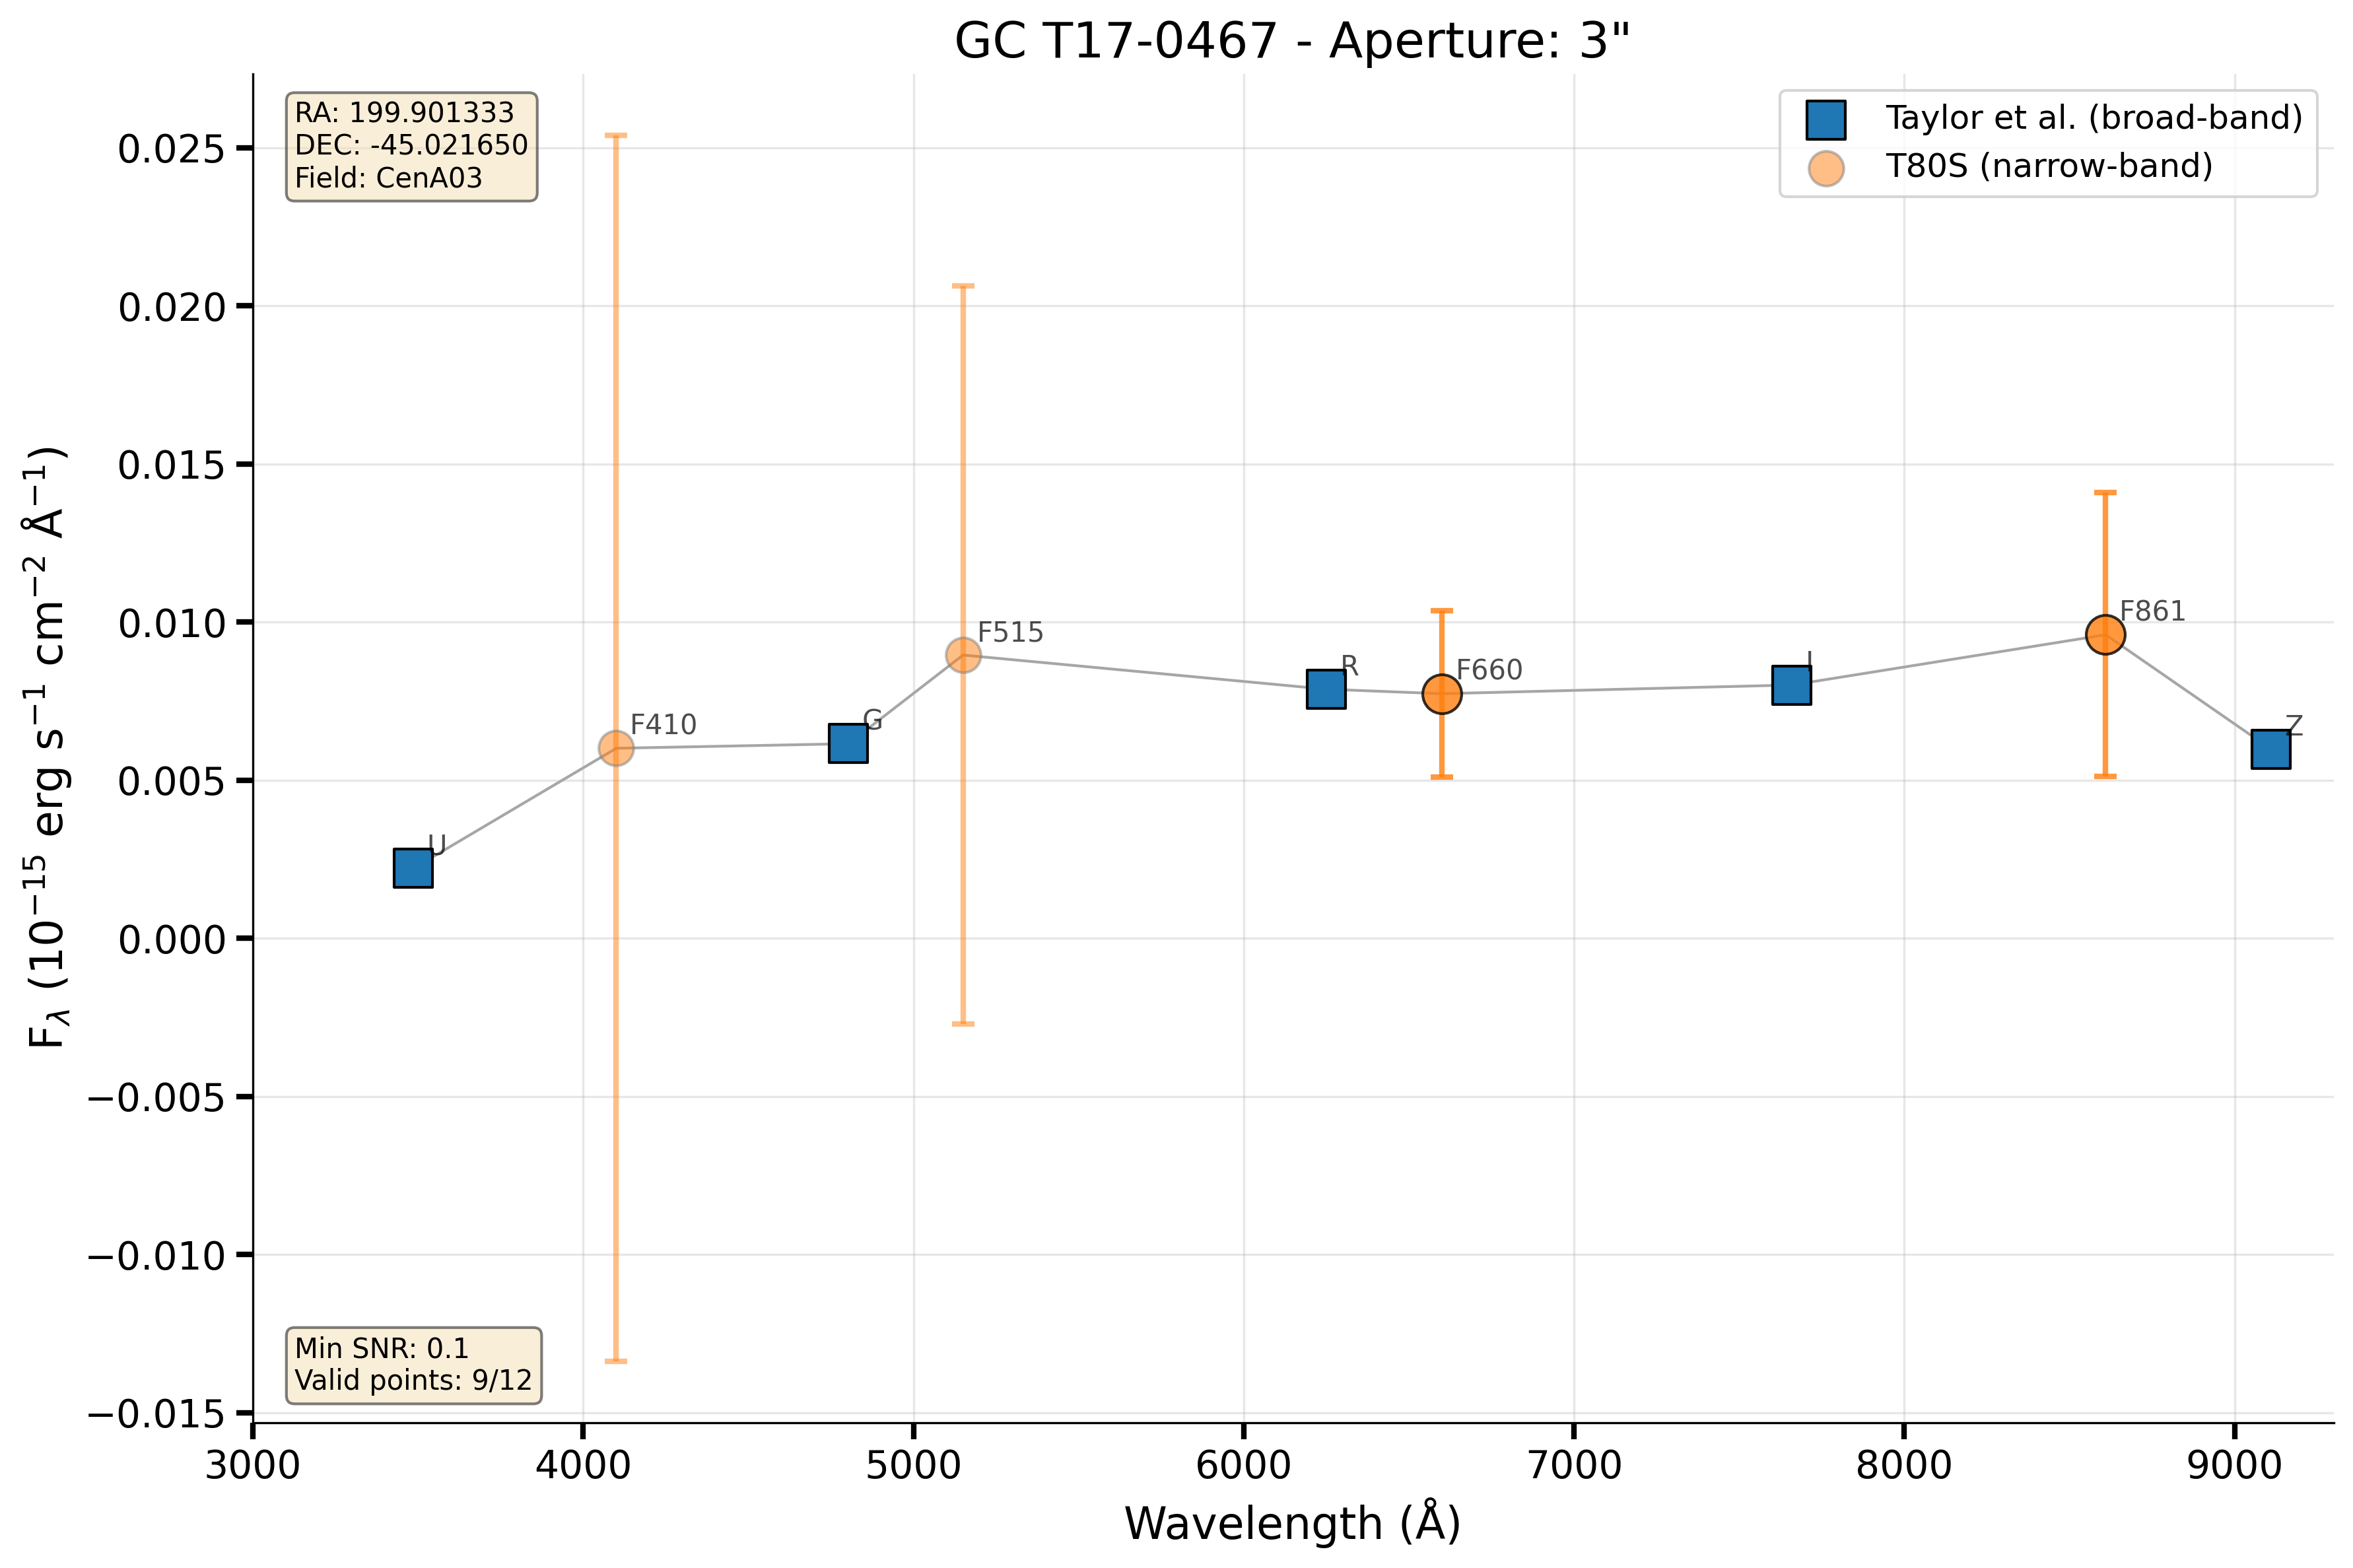 GC T17-0467 - Aperture: 3"
RA: 199.901333
DEC: -45.021650
Field: CenA03
Taylor et al. (broad-band)
T80S (narrow-band)
F_λ (10⁻¹⁵ erg s⁻¹ cm⁻² Å⁻¹)
0.025
0.020
0.015
0.010
0.005
0.000
−0.005
−0.010
−0.015
U
F410
G
F515
R
F660
I
F861
Z
Min SNR: 0.1
Valid points: 9/12
3000 4000 5000 6000 7000 8000 9000
Wavelength (Å)